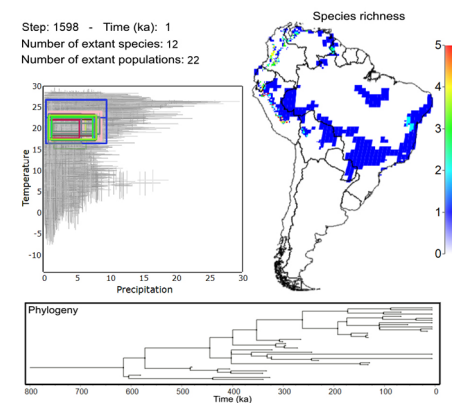 Species richness
Step: 1598 - Time (ka): 1
Number of extant species: 12
Number of extant populations: 22
5
4
3
2
1
0
30
25
20
15
10
5
0
-5
-10
Temperature
0 5 10 15 20 25 30
Precipitation
Phylogeny
800 700 600 500 400 300 200 100 0
Time (ka)